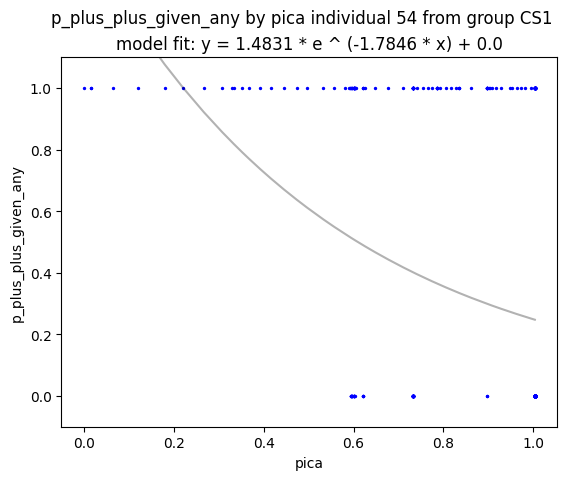 p_plus_plus_given_any by pica individual 54 from group CS1
model fit: y = 1.4831 * e ^ (-1.7846 * x) + 0.0
p_plus_plus_given_any
1.0
0.8
0.6
0.4
0.2
0.0
0.0 0.2 0.4 0.6 0.8 1.0
pica